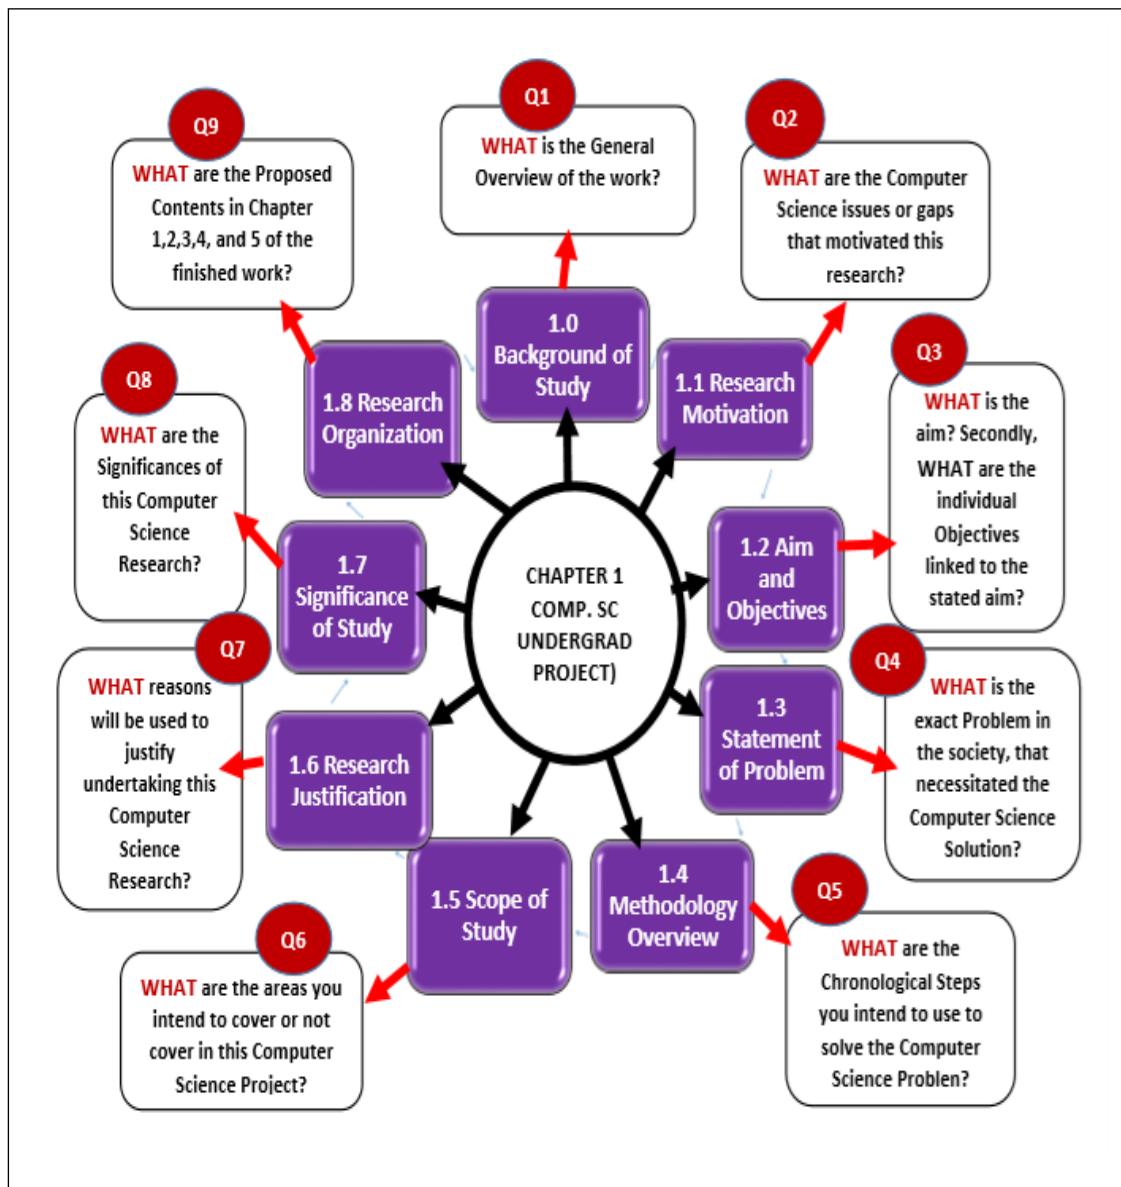 Q1
WHAT is the General
Overview of the work?
Q2
WHAT are the Computer
Science issues or gaps
that motivated this
research?
Q3
WHAT is the
aim? Secondly,
WHAT are the
individual
Objectives
linked to the
stated aim?
Q4
WHAT is the
exact Problem in
the society, that
necessitated the
Computer Science
Solution?
Q5
WHAT are the
Chronological Steps
you intend to use to
solve the Computer
Science Problen?
Q6
WHAT are the areas you
intend to cover or not
cover in this Computer
Science Project?
Q7
WHAT reasons
will be used to
justify
undertaking this
Computer
Science
Research?
Q8
WHAT are the
Significances of
this Computer
Science
Research?
Q9
WHAT are the Proposed
Contents in Chapter
1,2,3,4, and 5 of the
finished work?
1.0
Background of
Study
1.1 Research
Motivation
1.2 Aim
and
Objectives
1.3
Statement
of Problem
1.4
Methodology
Overview
1.5 Scope of
Study
1.6 Research
Justification
1.7
Significance
of Study
1.8 Research
Organization
CHAPTER 1
COMP. SC
UNDERGRAD
PROJECT)